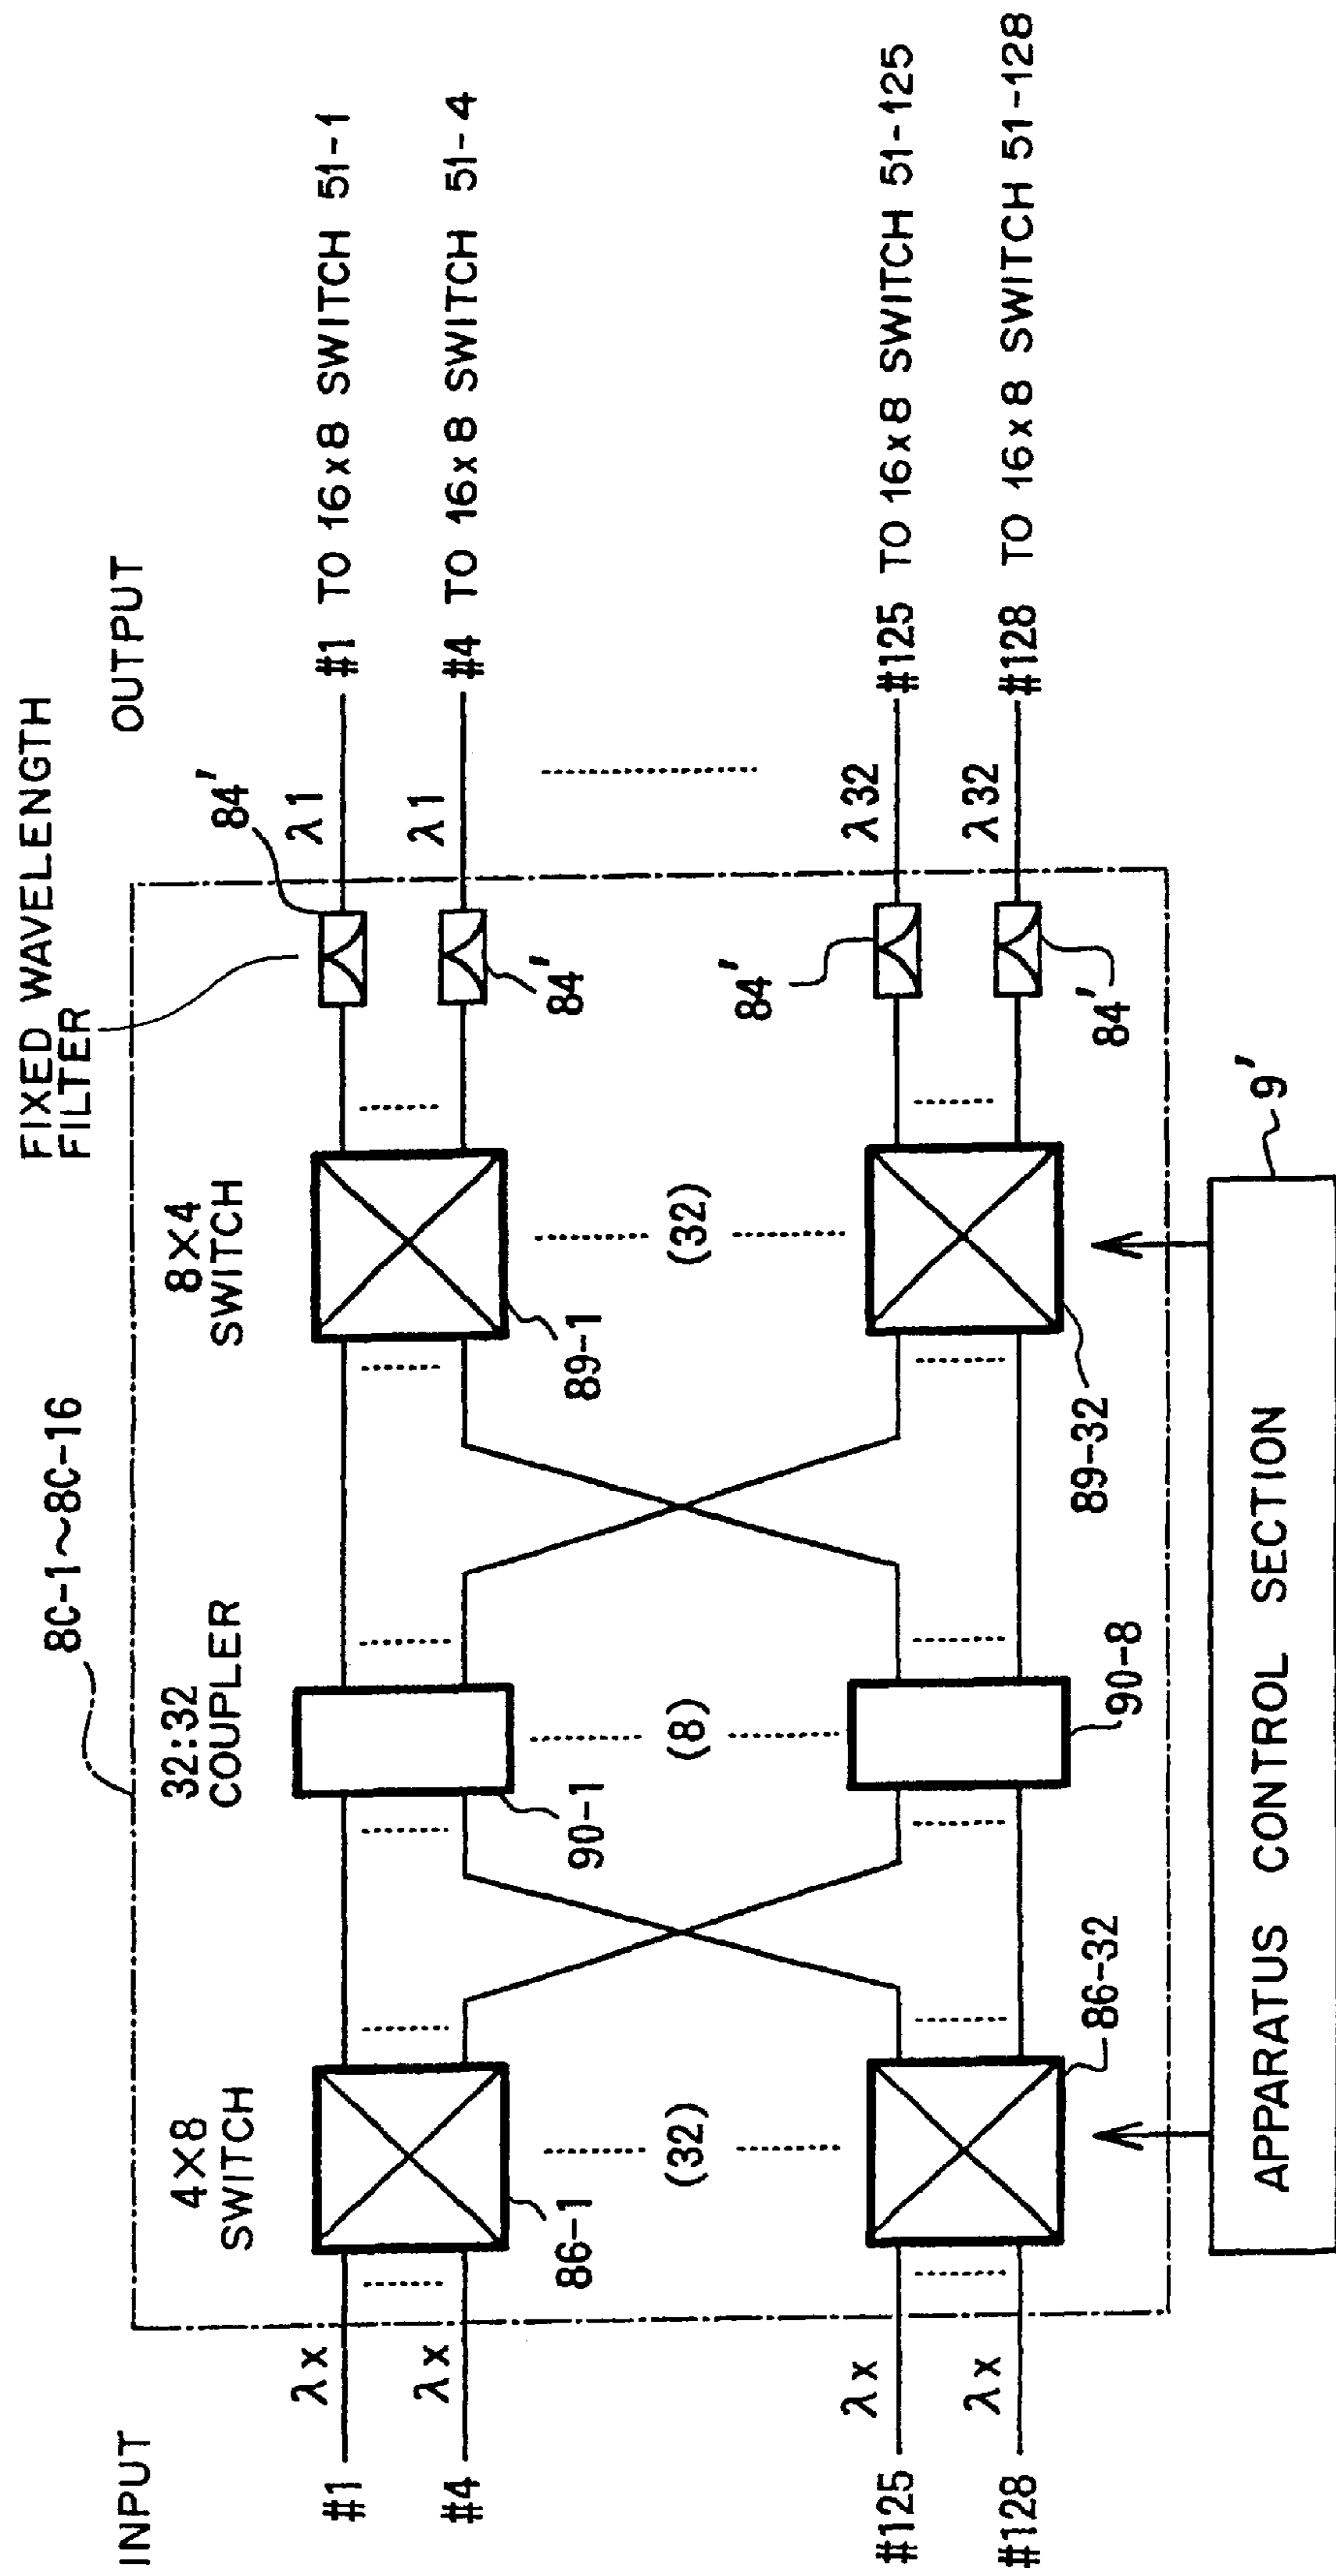 8C-1~8C-16
FIXED WAVELENGTH
FILTER
INPUT
OUTPUT
4×8
SWITCH
32:32
COUPLER
8×4
SWITCH
84'
#1
λx
λ1
#1 TO 16×8 SWITCH 51-1
#4
λx
86-1
90-1
89-1
84'
λ1
#4 TO 16×8 SWITCH 51-4
(32)
(8)
(32)
84'
#125
λx
λ32
#125 TO 16×8 SWITCH 51-125
#128
λx
86-32
90-8
89-32
84'
λ32
#128 TO 16×8 SWITCH 51-128
APPARATUS CONTROL SECTION
9'